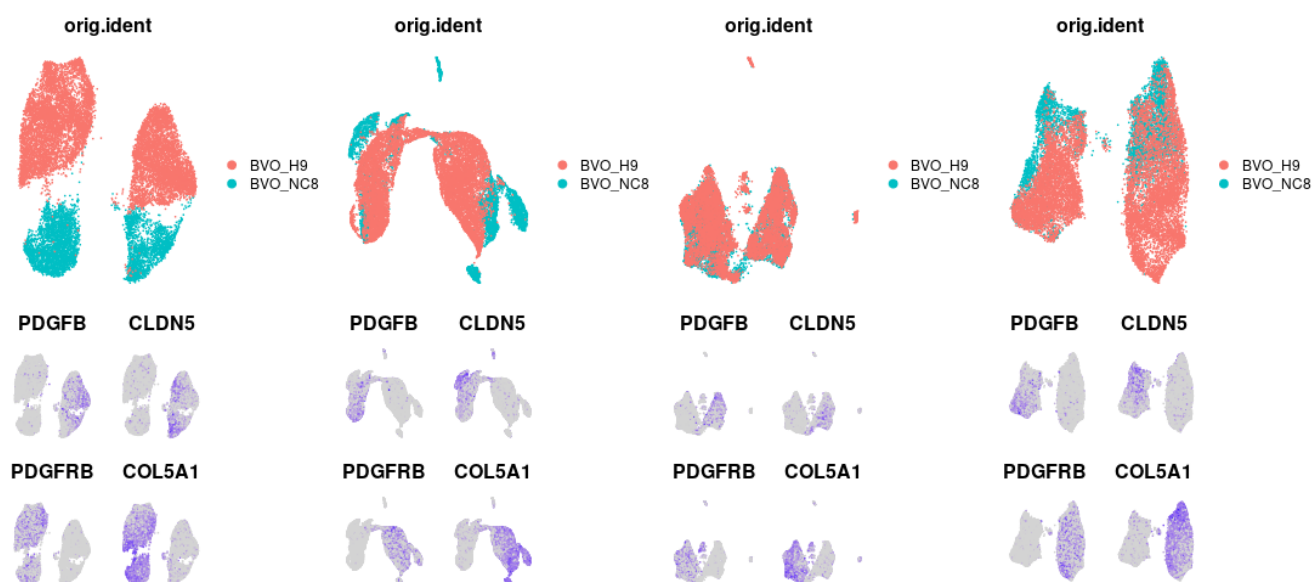 orig.ident orig.ident orig.ident orig.ident
BVO_H9 BVO_H9 BVO_H9 BVO_H9
BVO_NC8 BVO_NC8 BVO_NC8 BVO_NC8
PDGFB CLDN5 PDGFB CLDN5 PDGFB CLDN5 PDGFB CLDN5
PDGFRB COL5A1 PDGFRB COL5A1 PDGFRB COL5A1 PDGFRB COL5A1